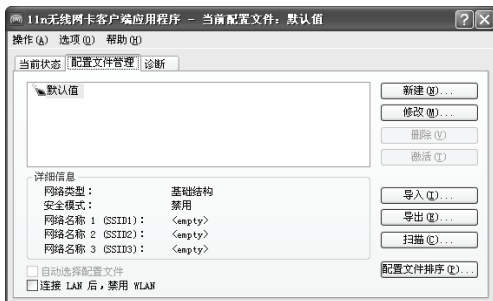 11n无线网卡客户端应用程序 - 当前配置文件: 默认值
操作(A) 选项(O) 帮助(H)
当前状态 配置文件管理 诊断
默认值
新建(N)...
修改(M)...
删除(V)
激活(T)
详细信息
网络类型: 基础结构
安全模式: 禁用
网络名称 1 (SSID1): <empty>
网络名称 2 (SSID2): <empty>
网络名称 3 (SSID3): <empty>
导入(I)...
导出(E)...
扫描(C)...
自动选择配置文件
连接 LAN 后,禁用 WLAN
配置文件排序(P)...